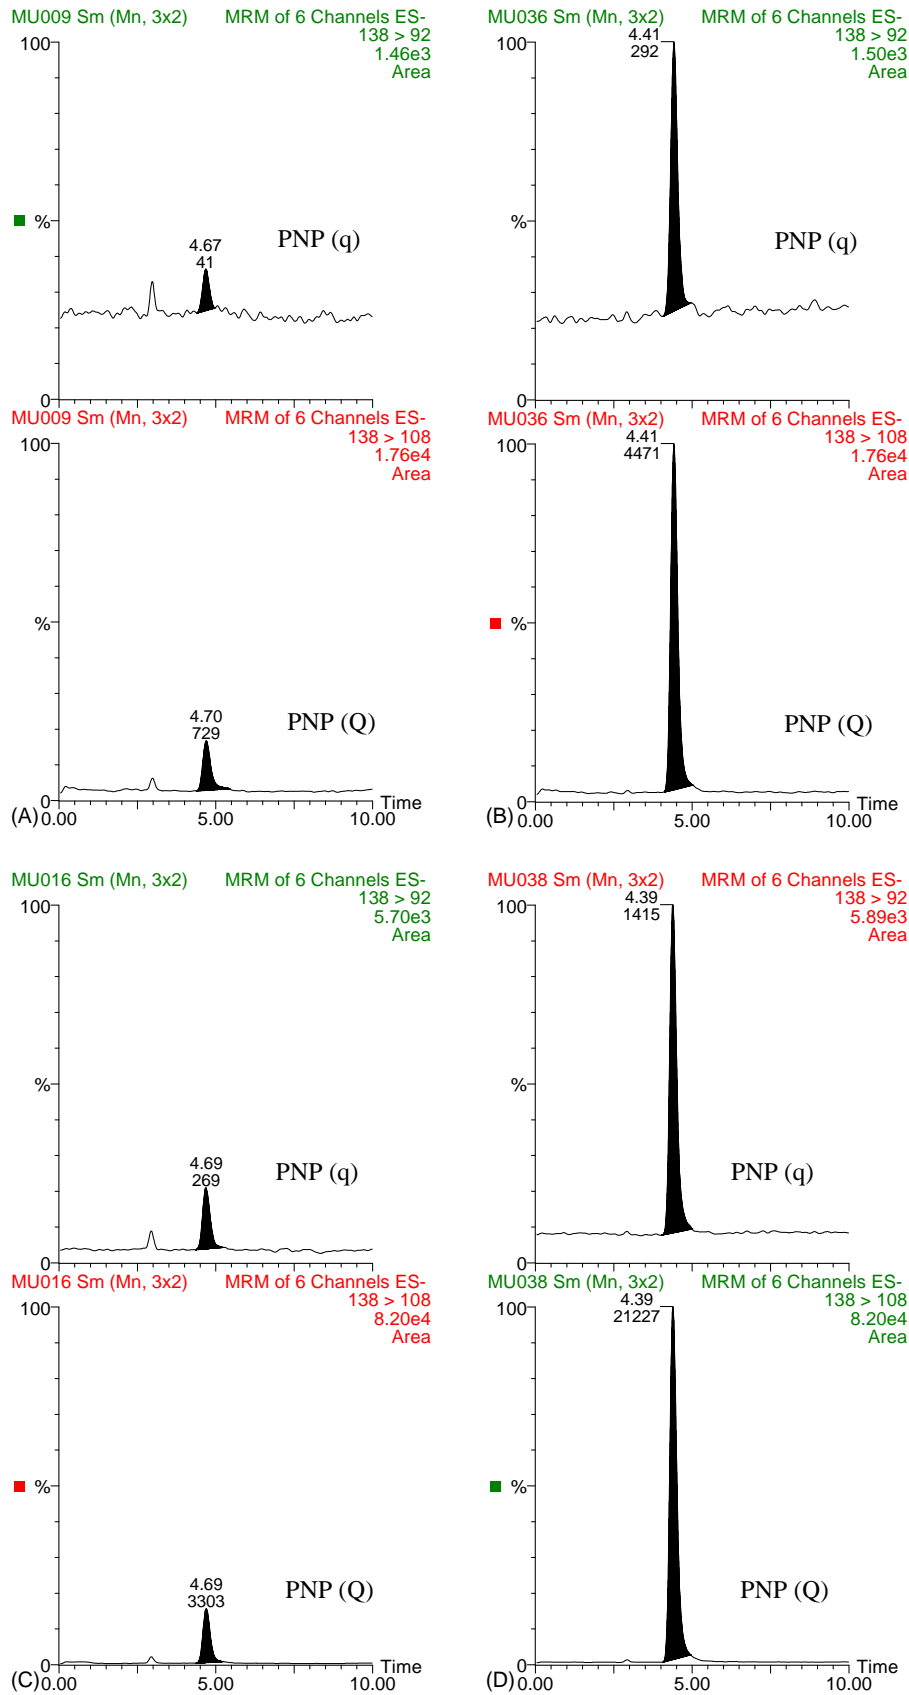 MU009 Sm (Mn, 3x2) MRM of 6 Channels ES-
138 > 92
1.46e3
Area
100
4.67
41
%
PNP (q)
0
MU009 Sm (Mn, 3x2) MRM of 6 Channels ES-
138 > 108
1.76e4
Area
100
%
4.70
729
PNP (Q)
0
Time
(A) 0.00 5.00 10.00
MU036 Sm (Mn, 3x2) MRM of 6 Channels ES-
138 > 92
1.50e3
Area
4.41
292
100
%
PNP (q)
0
MU036 Sm (Mn, 3x2) MRM of 6 Channels ES-
138 > 108
1.76e4
Area
4.41
4471
100
%
PNP (Q)
0
Time
(B) 0.00 5.00 10.00
MU016 Sm (Mn, 3x2) MRM of 6 Channels ES-
138 > 92
5.70e3
Area
100
%
4.69
269
PNP (q)
0
MU016 Sm (Mn, 3x2) MRM of 6 Channels ES-
138 > 108
8.20e4
Area
100
%
4.69
3303
PNP (Q)
0
Time
(C) 0.00 5.00 10.00
MU038 Sm (Mn, 3x2) MRM of 6 Channels ES-
138 > 92
5.89e3
Area
4.39
1415
100
%
PNP (q)
0
MU038 Sm (Mn, 3x2) MRM of 6 Channels ES-
138 > 108
8.20e4
Area
4.39
21227
100
%
PNP (Q)
0
Time
(D) 0.00 5.00 10.00